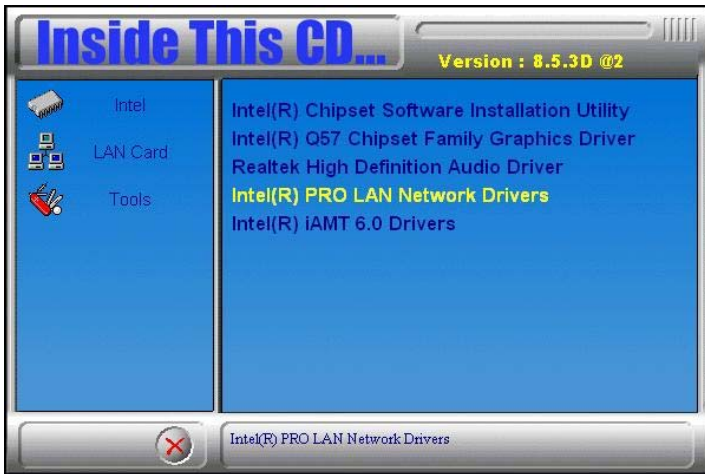 Inside This CD...
Version : 8.5.3D @2
Intel
LAN Card
Tools
Intel(R) Chipset Software Installation Utility
Intel(R) Q57 Chipset Family Graphics Driver
Realtek High Definition Audio Driver
Intel(R) PRO LAN Network Drivers
Intel(R) iAMT 6.0 Drivers
Intel(R) PRO LAN Network Drivers